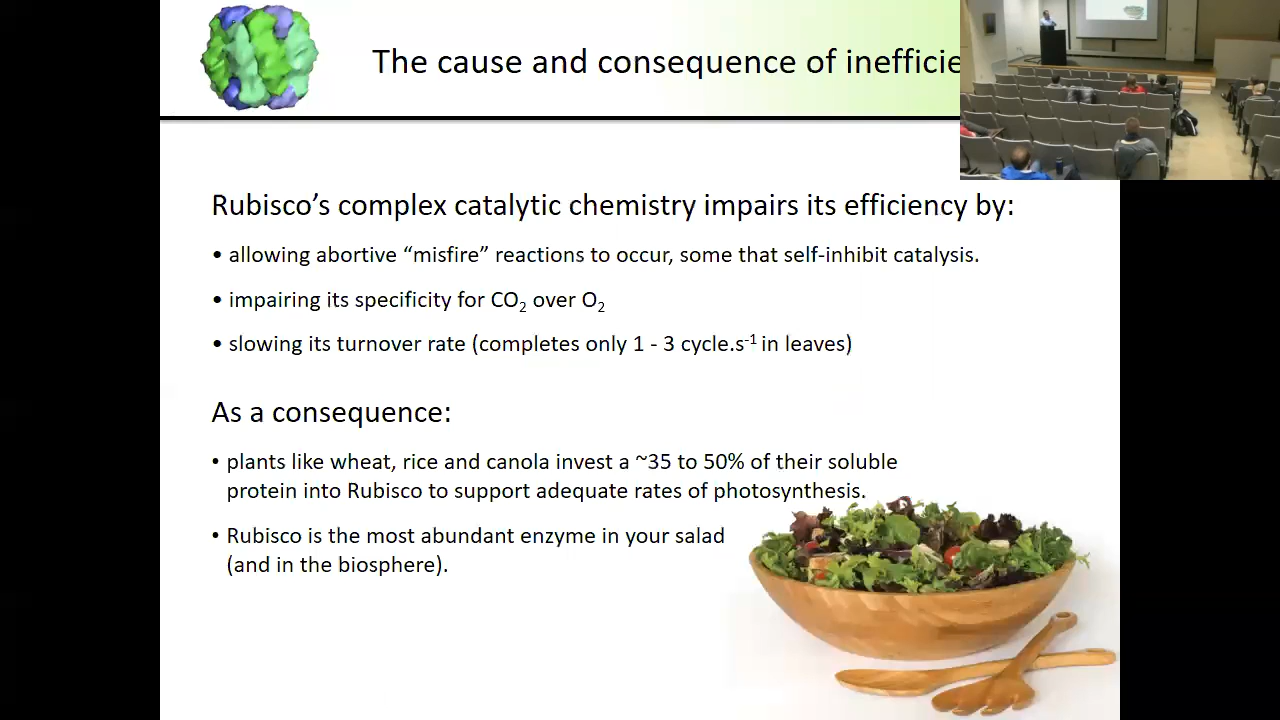 The cause and consequence of
Rubisco’s complex catalytic chemistry impairs its efficiency by:
• allowing abortive “misfire” reactions to occur, some that self-inhibit catalysis.
• impairing its specificity for CO₂ over O₂
• slowing its turnover rate (completes only 1 - 3 cycle.s⁻¹ in leaves)
As a consequence:
• plants like wheat, rice and canola invest a ~35 to 50% of their soluble
protein into Rubisco to support adequate rates of photosynthesis.
• Rubisco is the most abundant enzyme in your salad
(and in the biosphere).